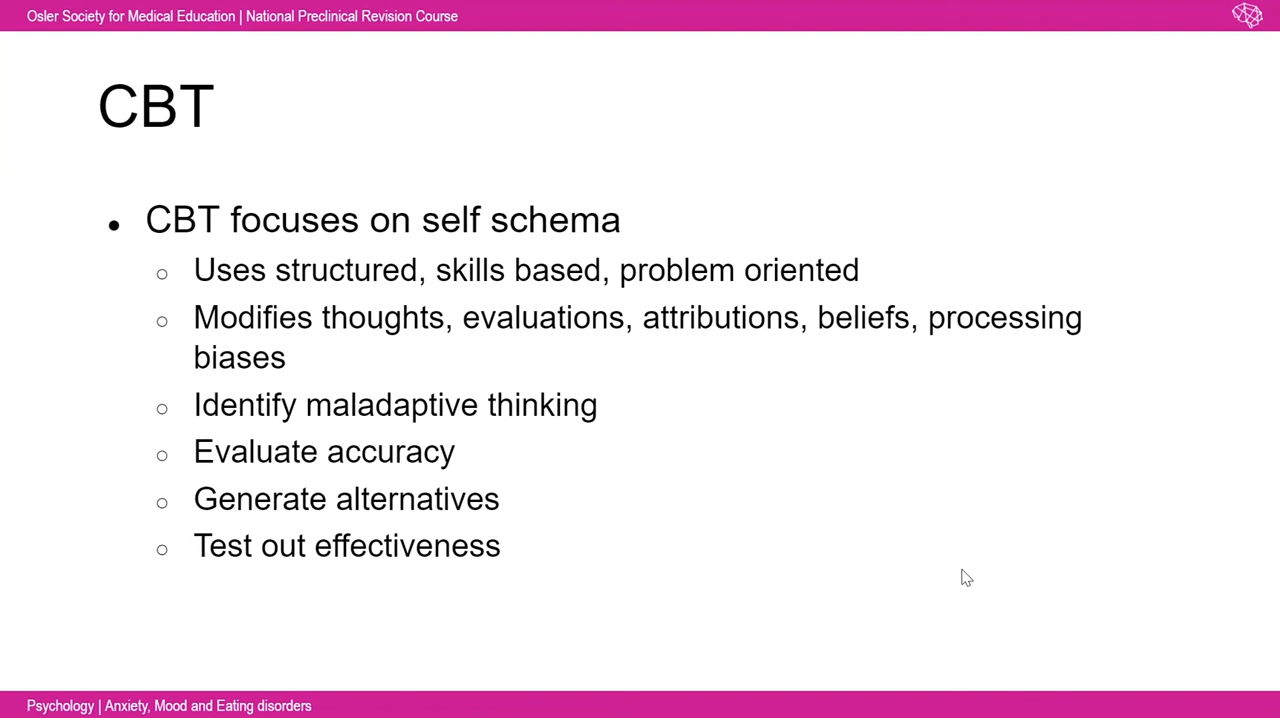 Osler Society for Medical Education | National Preclinical Revision Course
CBT
● CBT focuses on self schema
○ Uses structured, skills based, problem oriented
○ Modifies thoughts, evaluations, attributions, beliefs, processing
biases
○ Identify maladaptive thinking
○ Evaluate accuracy
○ Generate alternatives
○ Test out effectiveness
Psychology | Anxiety, Mood and Eating disorders